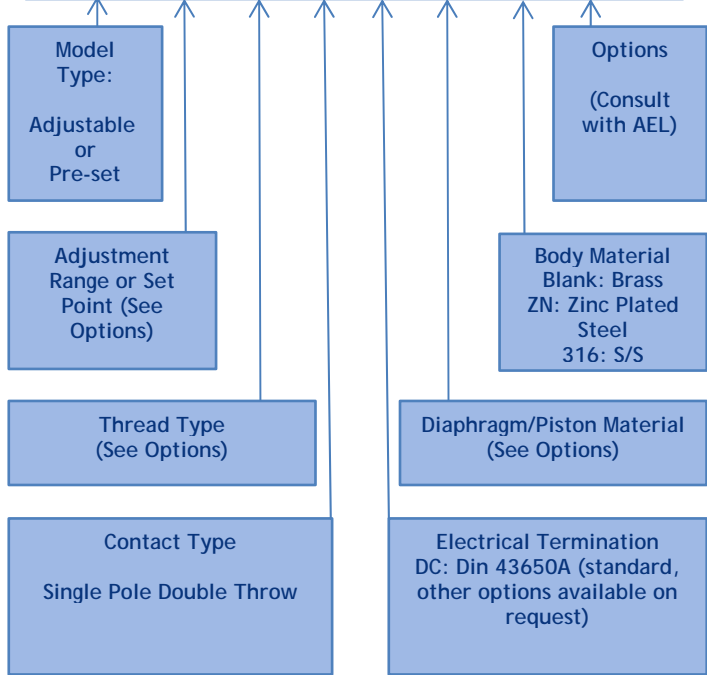 Model
Type:
Adjustable
or
Pre-set
Options
(Consult
with AEL)
Adjustment
Range or Set
Point (See
Options)
Body Material
Blank: Brass
ZN: Zinc Plated
Steel
316: S/S
Thread Type
(See Options)
Diaphragm/Piston Material
(See Options)
Contact Type
Single Pole Double Throw
Electrical Termination
DC: Din 43650A (standard,
other options available on
request)